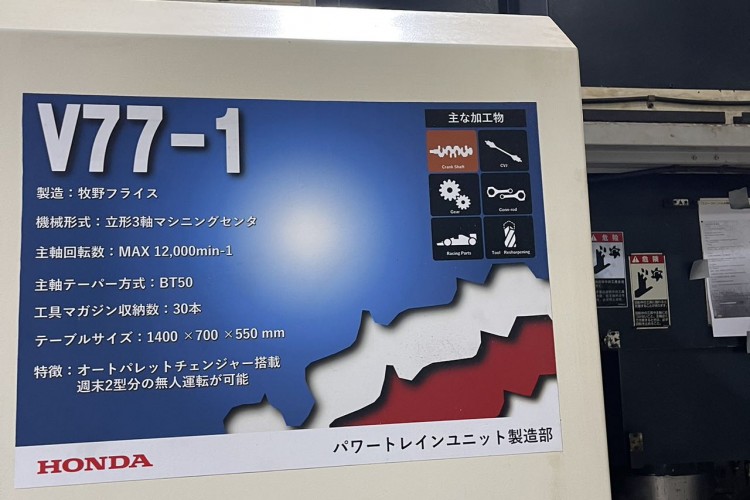 V77-1
製造：牧野フライス
機械形式：立形3軸マシニングセンタ
主軸回転数：MAX 12,000min-1
主軸テーパー方式：BT50
工具マガジン収納数：30本
テーブルサイズ：1400 ×700 ×550 mm
特徴：オートパレットチェンジャー搭載
週末2型分の無人運転が可能
主な加工物
Crank Shaft
CVJ
Gear
Conn-rod
Racing Parts
Tool Resharpening
HONDA
パワートレインユニット製造部
危険
危険